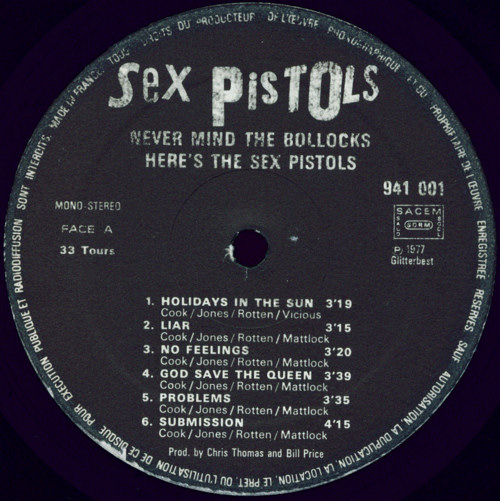 MADE IN FRANCE. TOUS DROITS DU PRODUCTEUR DE L'ŒUVRE PHONOGRAPHIQUE ET DU PROPRIETAIRE DE L'ŒUVRE ENREGISTREE RESERVES. SAUF AUTORISATION, LA DUPLICATION, LA LOCATION, LE PRET, OU L'UTILISATION DE CE DISQUE POUR EXECUTION PUBLIQUE ET RADIODIFFUSION SONT INTERDITS.
SEX PiSTOLS
NEVER MIND THE BOLLOCKS
HERE'S THE SEX PISTOLS
941 001
MONO-STEREO
FACE A
33 Tours
SACEM
SDRM
P 1977
Glitterbest
1. HOLIDAYS IN THE SUN 3'19
Cook/Jones/Rotten/Vicious
2. LIAR 3'15
Cook/Jones/Rotten/Mattlock
3. NO FEELINGS 3'20
Cook/Jones/Rotten/Mattlock
4. GOD SAVE THE QUEEN 3'39
Cook/Jones/Rotten/Mattlock
5. PROBLEMS 3'35
Cook/Jones/Rotten/Mattlock
6. SUBMISSION 4'15
Cook/Jones/Rotten/Mattlock
Prod. by Chris Thomas and Bill Price